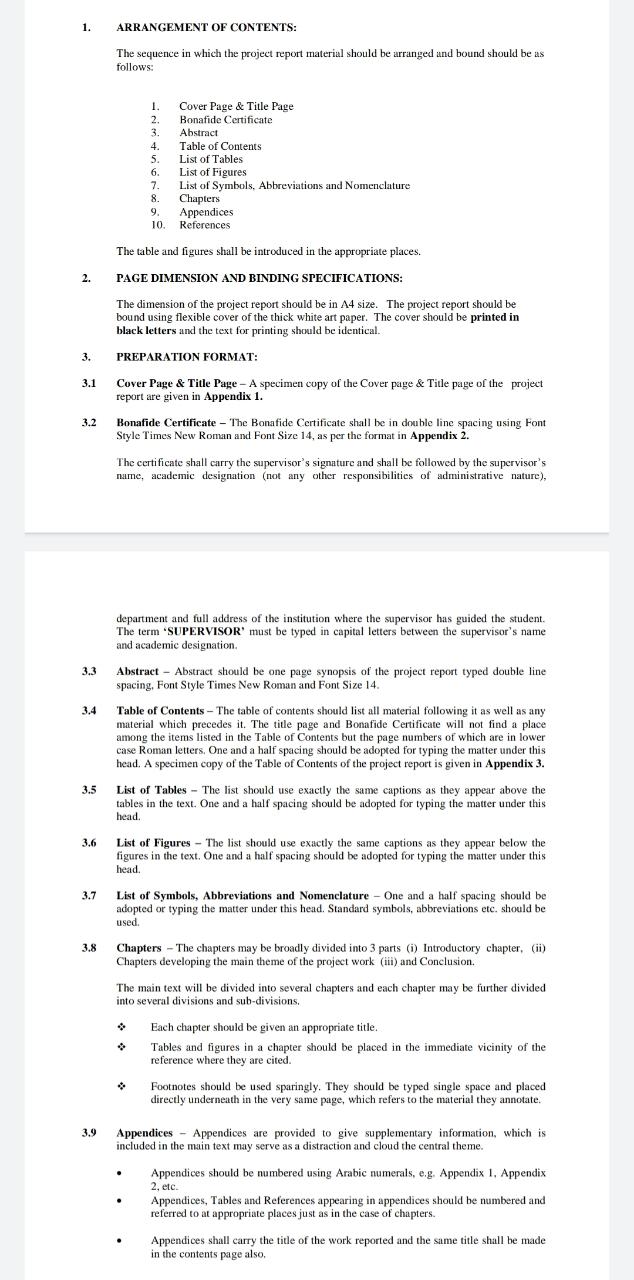 1. ARRANGEMENT OF CONTENTS:
The sequence in which the project report material should be arranged and bound should be as
follows:
1. Cover Page & Title Page
2. Bonafide Certificate
3. Abstract
4. Table of Contents
5. List of Tables
6. List of Figures
7. List of Symbols, Abbreviations and Nomenclature
8. Chapters
9. Appendices
10. References
The table and figures shall be introduced in the appropriate places.
2. PAGE DIMENSION AND BINDING SPECIFICATIONS:
The dimension of the project report should be in A4 size. The project report should be
bound using flexible cover of the thick white art paper. The cover should be printed in
black letters and the text for printing should be identical.
3. PREPARATION FORMAT:
3.1 Cover Page & Title Page – A specimen copy of the Cover page & Title page of the project
report are given in Appendix 1.
3.2 Bonafide Certificate – The Bonafide Certificate shall be in double line spacing using Font
Style Times New Roman and Font Size 14, as per the format in Appendix 2.
The certificate shall carry the supervisor's signature and shall be followed by the supervisor's
name, academic designation (not any other responsibilities of administrative nature),
department and full address of the institution where the supervisor has guided the student.
The term 'SUPERVISOR' must be typed in capital letters between the supervisor's name
and academic designation.
3.3 Abstract – Abstract should be one page synopsis of the project report typed double line
spacing, Font Style Times New Roman and Font Size 14.
3.4 Table of Contents – The table of contents should list all material following it as well as any
material which precedes it. The title page and Bonafide Certificate will not find a place
among the items listed in the Table of Contents but the page numbers of which are in lower
case Roman letters. One and a half spacing should be adopted for typing the matter under this
head. A specimen copy of the Table of Contents of the project report is given in Appendix 3.
3.5 List of Tables – The list should use exactly the same captions as they appear above the
tables in the text. One and a half spacing should be adopted for typing the matter under this
head.
3.6 List of Figures – The list should use exactly the same captions as they appear below the
figures in the text. One and a half spacing should be adopted for typing the matter under this
head.
3.7 List of Symbols, Abbreviations and Nomenclature – One and a half spacing should be
adopted or typing the matter under this head. Standard symbols, abbreviations etc. should be
used.
3.8 Chapters – The chapters may be broadly divided into 3 parts (i) Introductory chapter, (ii)
Chapters developing the main theme of the project work (iii) and Conclusion.
The main text will be divided into several chapters and each chapter may be further divided
into several divisions and sub-divisions.
❖ Each chapter should be given an appropriate title.
❖ Tables and figures in a chapter should be placed in the immediate vicinity of the
reference where they are cited.
❖ Footnotes should be used sparingly. They should be typed single space and placed
directly underneath in the very same page, which refers to the material they annotate.
3.9 Appendices – Appendices are provided to give supplementary information, which is
included in the main text may serve as a distraction and cloud the central theme.
• Appendices should be numbered using Arabic numerals, e.g. Appendix 1, Appendix
2, etc.
• Appendices, Tables and References appearing in appendices should be numbered and
referred to at appropriate places just as in the case of chapters.
• Appendices shall carry the title of the work reported and the same title shall be made
in the contents page also.